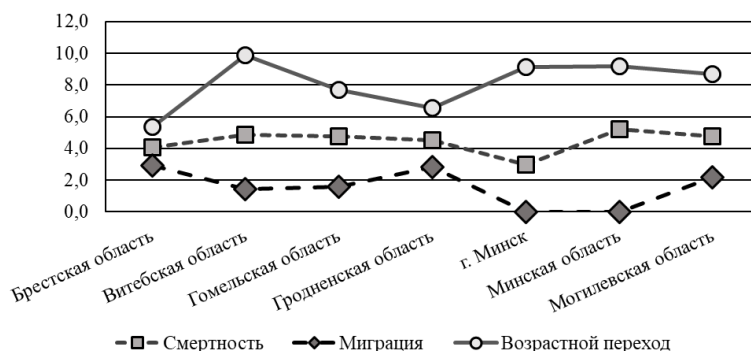 12,0
10,0
8,0
6,0
4,0
2,0
0,0
Брестская область
Витебская область
Гомельская область
Гродненская область
г. Минск
Минская область
Могилевская область
Смертность
Миграция
Возрастной переход